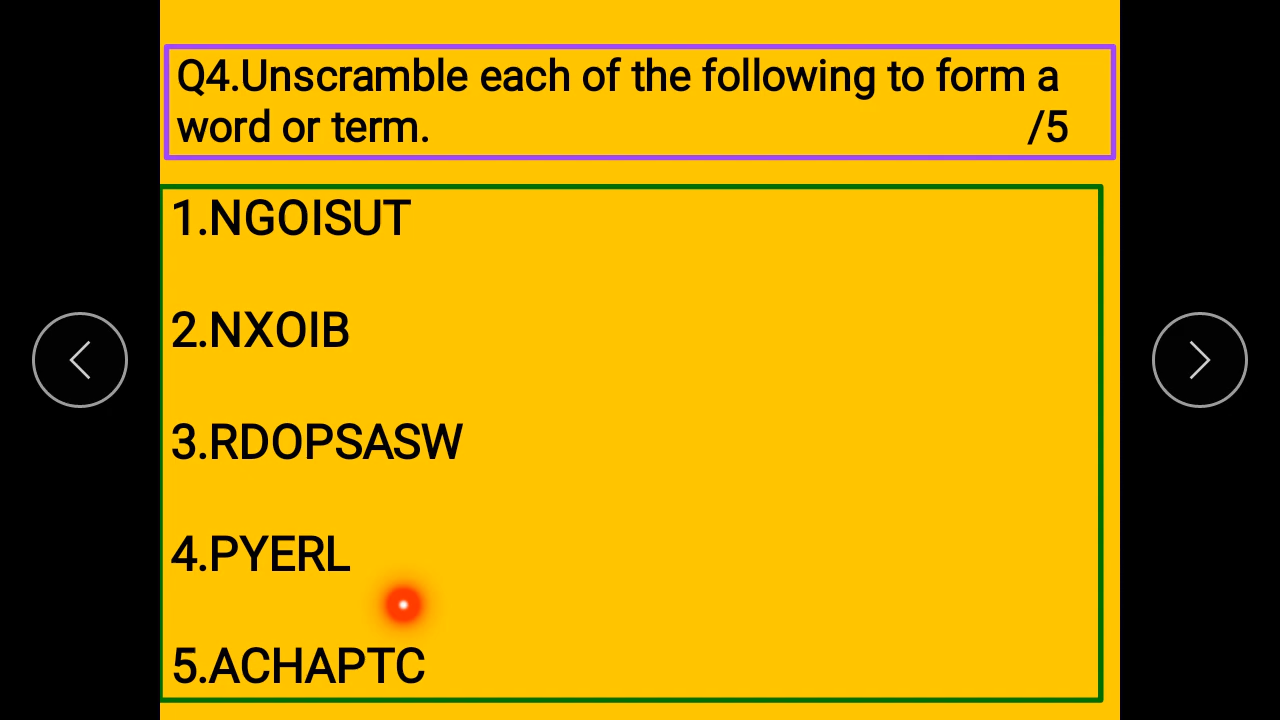 Q4.Unscramble each of the following to form a
word or term. /5
1.NGOISUT
2.NXOIB
3.RDOPSASW
4.PYERL
5.ACHAPTC